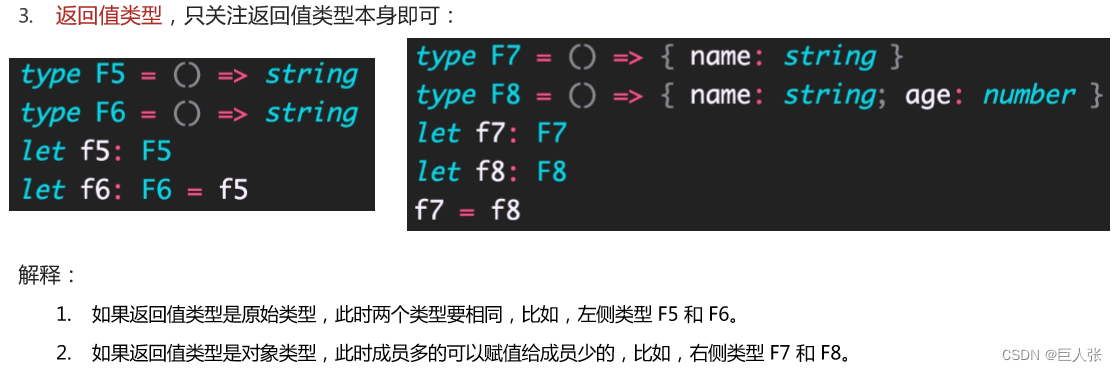 3. 返回值类型，只关注返回值类型本身即可：
type F5 = () => string
type F6 = () => string
let f5: F5
let f6: F6 = f5
type F7 = () => { name: string }
type F8 = () => { name: string; age: number }
let f7: F7
let f8: F8
f7 = f8
解释：
1. 如果返回值类型是原始类型，此时两个类型要相同，比如，左侧类型 F5 和 F6。
2. 如果返回值类型是对象类型，此时成员多的可以赋值给成员少的，比如，右侧类型 F7 和 F8。
CSDN @巨人张